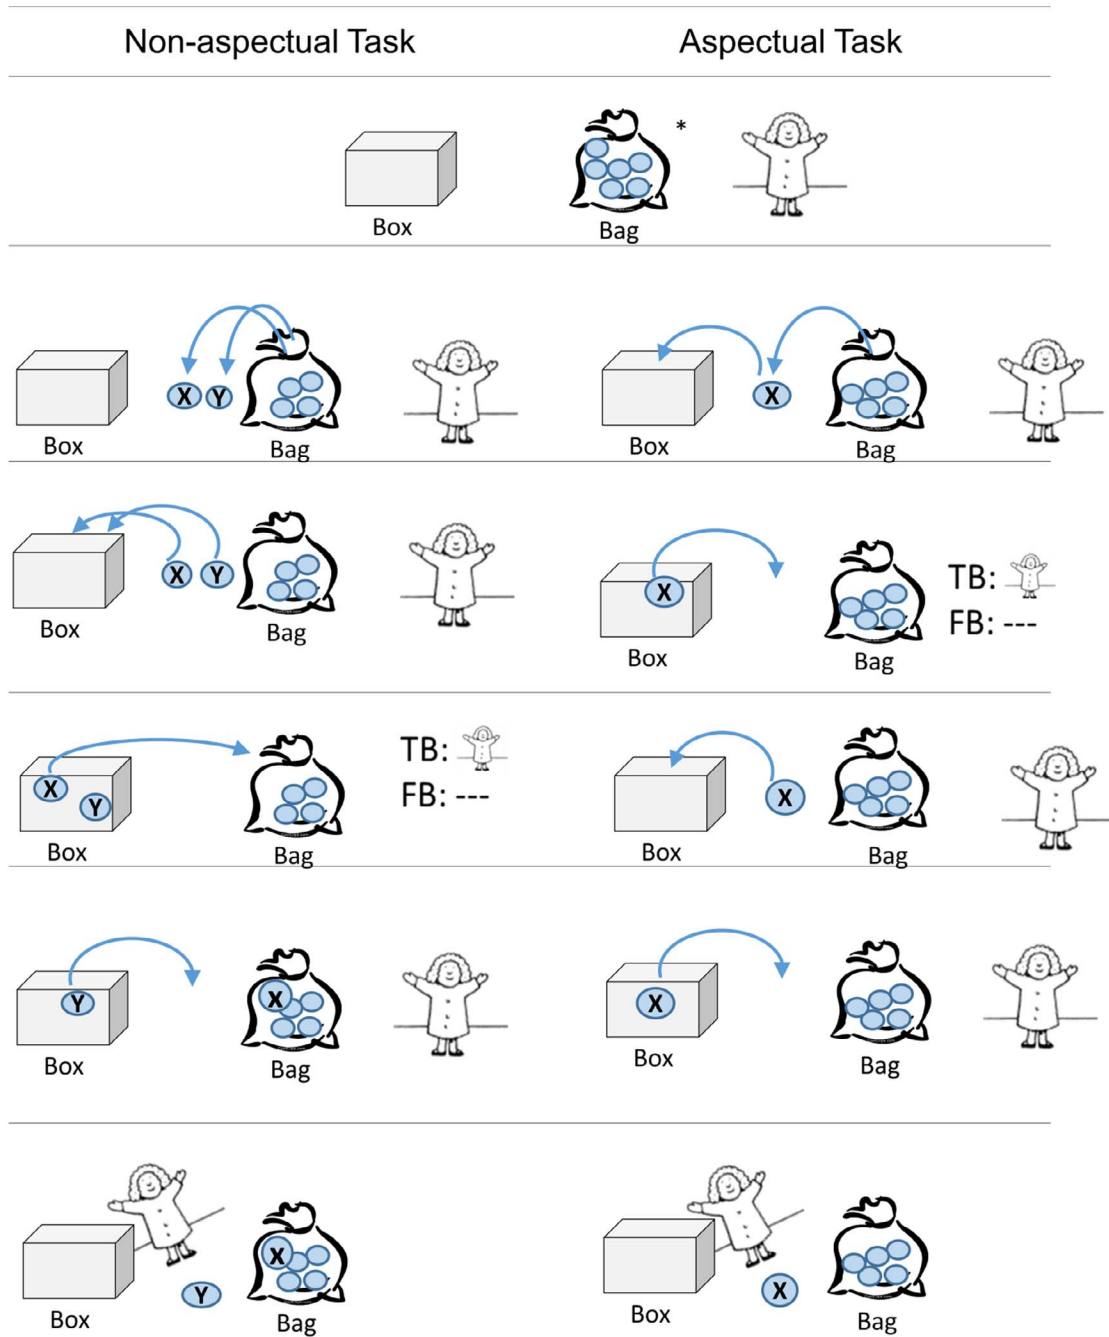 Non-aspectual Task Aspectual Task
*
Box Bag
X Y X
Box Bag Box Bag
X Y X TB:
FB: ---
Box Bag Box Bag
X Y TB: X
FB: ---
Box Bag Box Bag
Y X X
Box Bag Box Bag
Y X X
Box Bag Box Bag